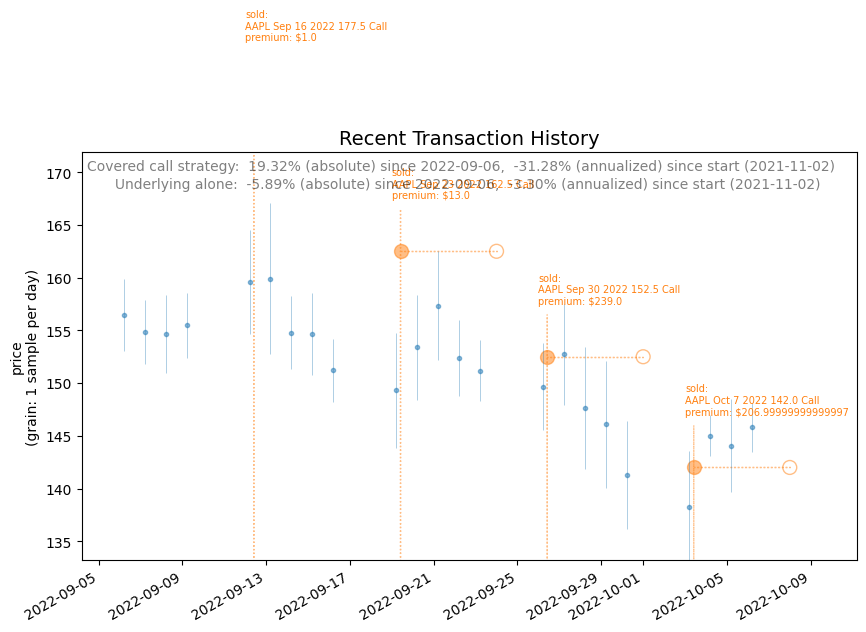 sold:
AAPL Sep 16 2022 177.5 Call
premium: $1.0
Recent Transaction History
Covered call strategy:  19.32% (absolute) since 2022-09-06,  -31.28% (annualized) since start (2021-11-02)
Underlying alone:  -5.89% (absolute) since 2022-09-06,  -3.30% (annualized) since start (2021-11-02)
sold:
AAPL Sep 2022 162.5 Call
premium: $13.0
sold:
AAPL Sep 30 2022 152.5 Call
premium: $239.0
sold:
AAPL Oct 7 2022 142.0 Call
premium: $206.99999999999997
price
(grain: 1 sample per day)
170
165
160
155
150
145
140
135
2022-09-05
2022-09-09
2022-09-13
2022-09-17
2022-09-21
2022-09-25
2022-09-29
2022-10-01
2022-10-05
2022-10-09